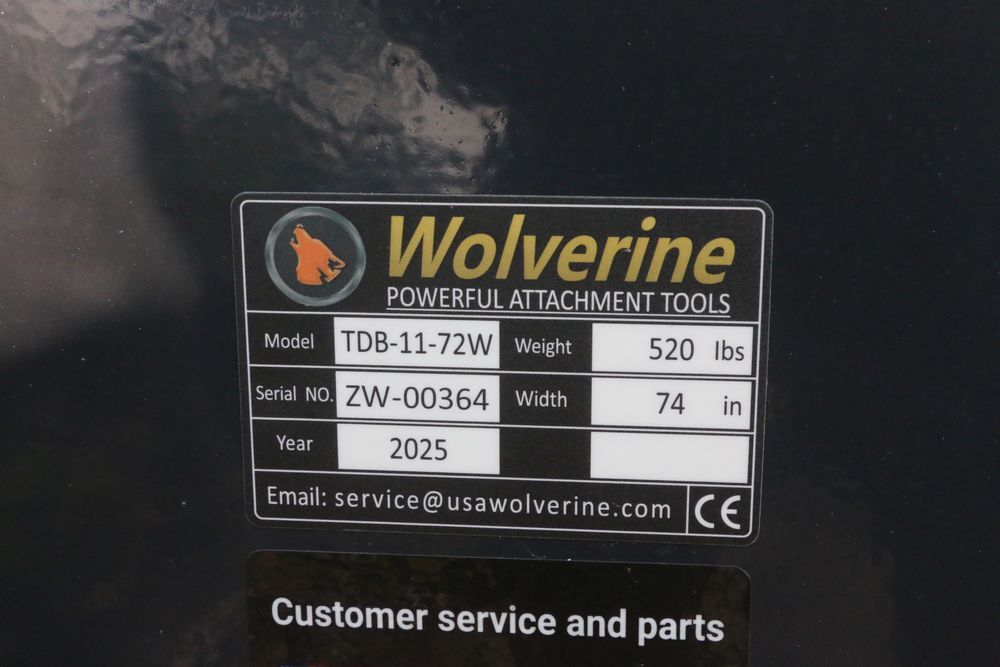 Wolverine
POWERFUL ATTACHMENT TOOLS
Model TDB-11-72W Weight 520 lbs
Serial NO. ZW-00364 Width 74 in
Year 2025
Email: service@usawolverine.com CE
Customer service and parts